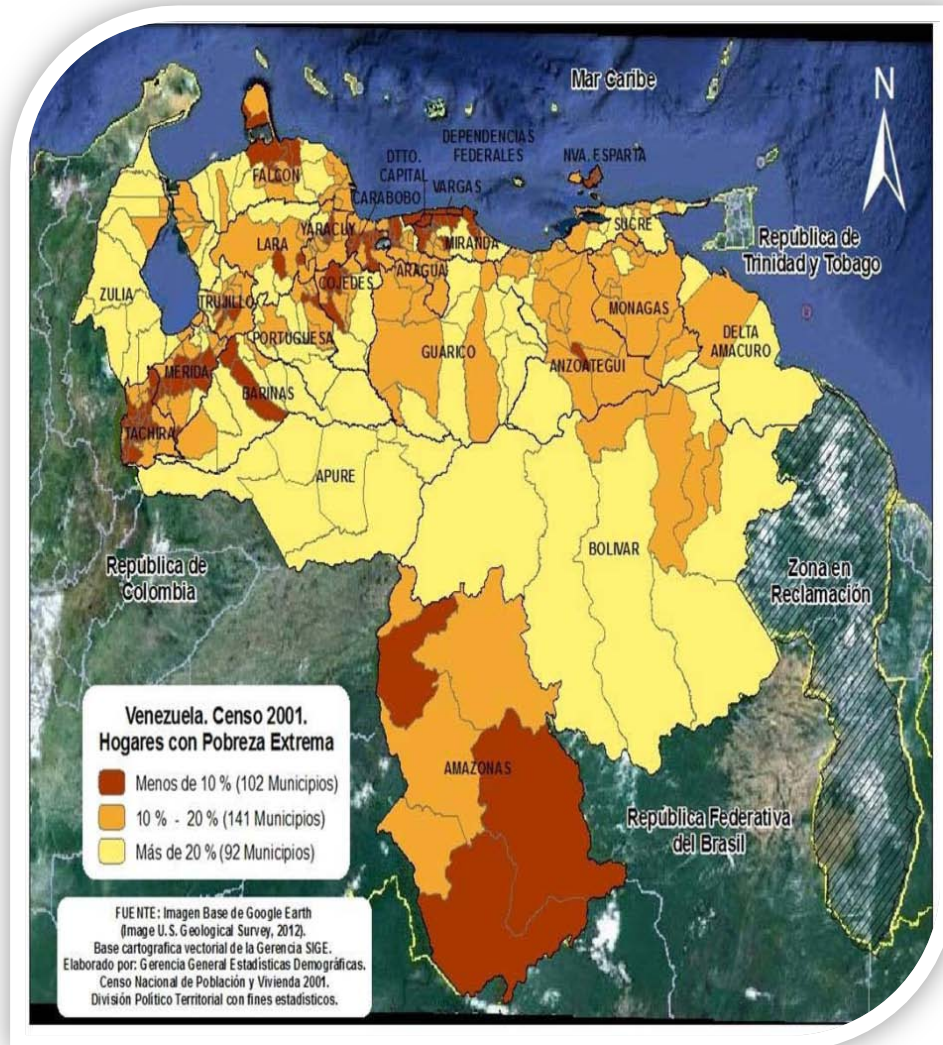 Mar Caribe
N
DEPENDENCIAS
FEDERALES
DTTO.
CAPITAL
NVA. ESPARTA
VARGAS
CARABOBO
FALCON
YARACUY
MIRANDA
SUCRE
República de
Trinidad y Tobago
LARA
ARAGUA
COJEDES
ZULIA
TRUJILLO
MONAGAS
PORTUGUESA
DELTA
AMACURO
GUARICO
ANZOATEGUI
MERIDA
BARINAS
TACHIRA
APURE
BOLIVAR
República de
Colombia
Zona en
Reclamación
AMAZONAS
República Federativa
del Brasil
Venezuela. Censo 2001.
Hogares con Pobreza Extrema
Menos de 10 % (102 Municipios)
10 % - 20 % (141 Municipios)
Más de 20 % (92 Municipios)
FUENTE: Imagen Base de Google Earth
(Image U.S. Geological Survey, 2012).
Base cartografica vectorial de la Gerencia SIGE.
Elaborado por: Gerencia General Estadísticas Demográficas.
Censo Nacional de Población y Vivienda 2001.
División Político Territorial con fines estadísticos.